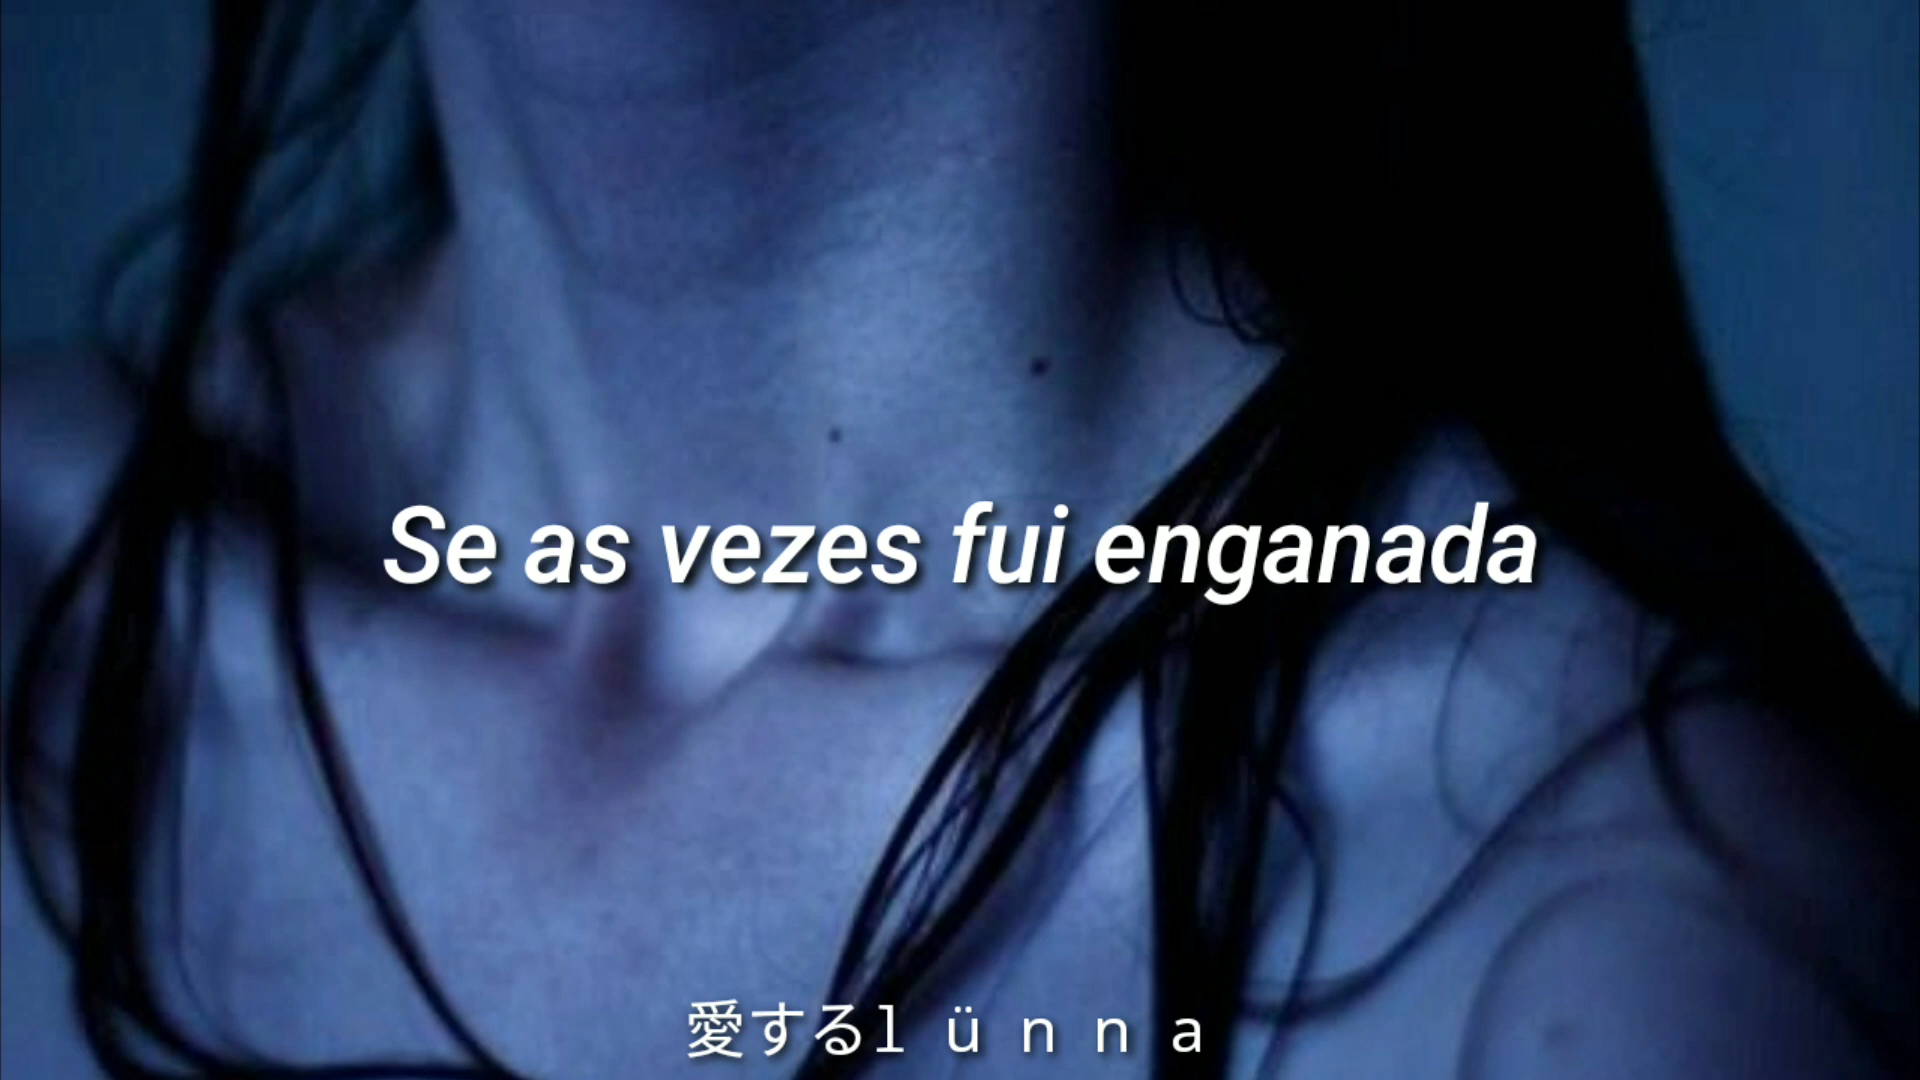 Se as vezes fui enganada
愛するl ü n n a